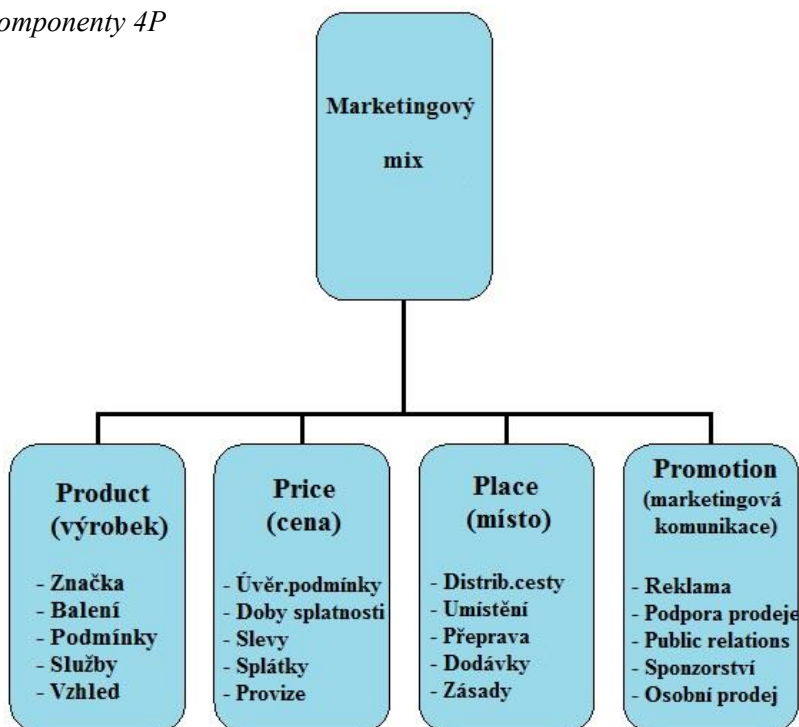 omponenty 4P
Marketingový
mix
Product
(výrobek)
- Značka
- Balení
- Podmínky
- Služby
- Vzhled
Price
(cena)
- Úvěr.podmínky
- Doby splatnosti
- Slevy
- Splátky
- Provize
Place
(místo)
- Distrib.cesty
- Umístění
- Přeprava
- Dodávky
- Zásady
Promotion
(marketingová
komunikace)
- Reklama
- Podpora prodeje
- Public relations
- Sponzorství
- Osobní prodej